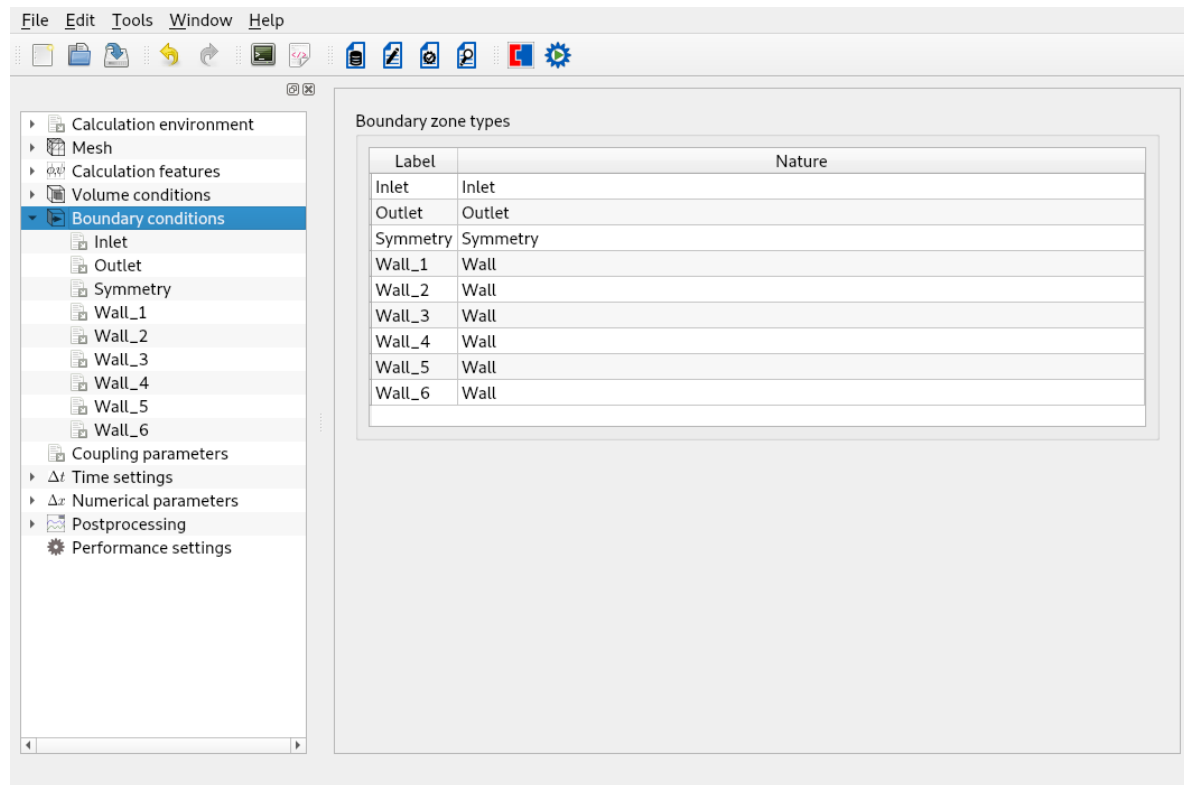 File Edit Tools Window Help
Calculation environment
Mesh
Calculation features
Volume conditions
Boundary conditions
Inlet
Outlet
Symmetry
Wall_1
Wall_2
Wall_3
Wall_4
Wall_5
Wall_6
Coupling parameters
Δt Time settings
Δx Numerical parameters
Postprocessing
Performance settings
Boundary zone types
Label Nature
Inlet Inlet
Outlet Outlet
Symmetry Symmetry
Wall_1 Wall
Wall_2 Wall
Wall_3 Wall
Wall_4 Wall
Wall_5 Wall
Wall_6 Wall